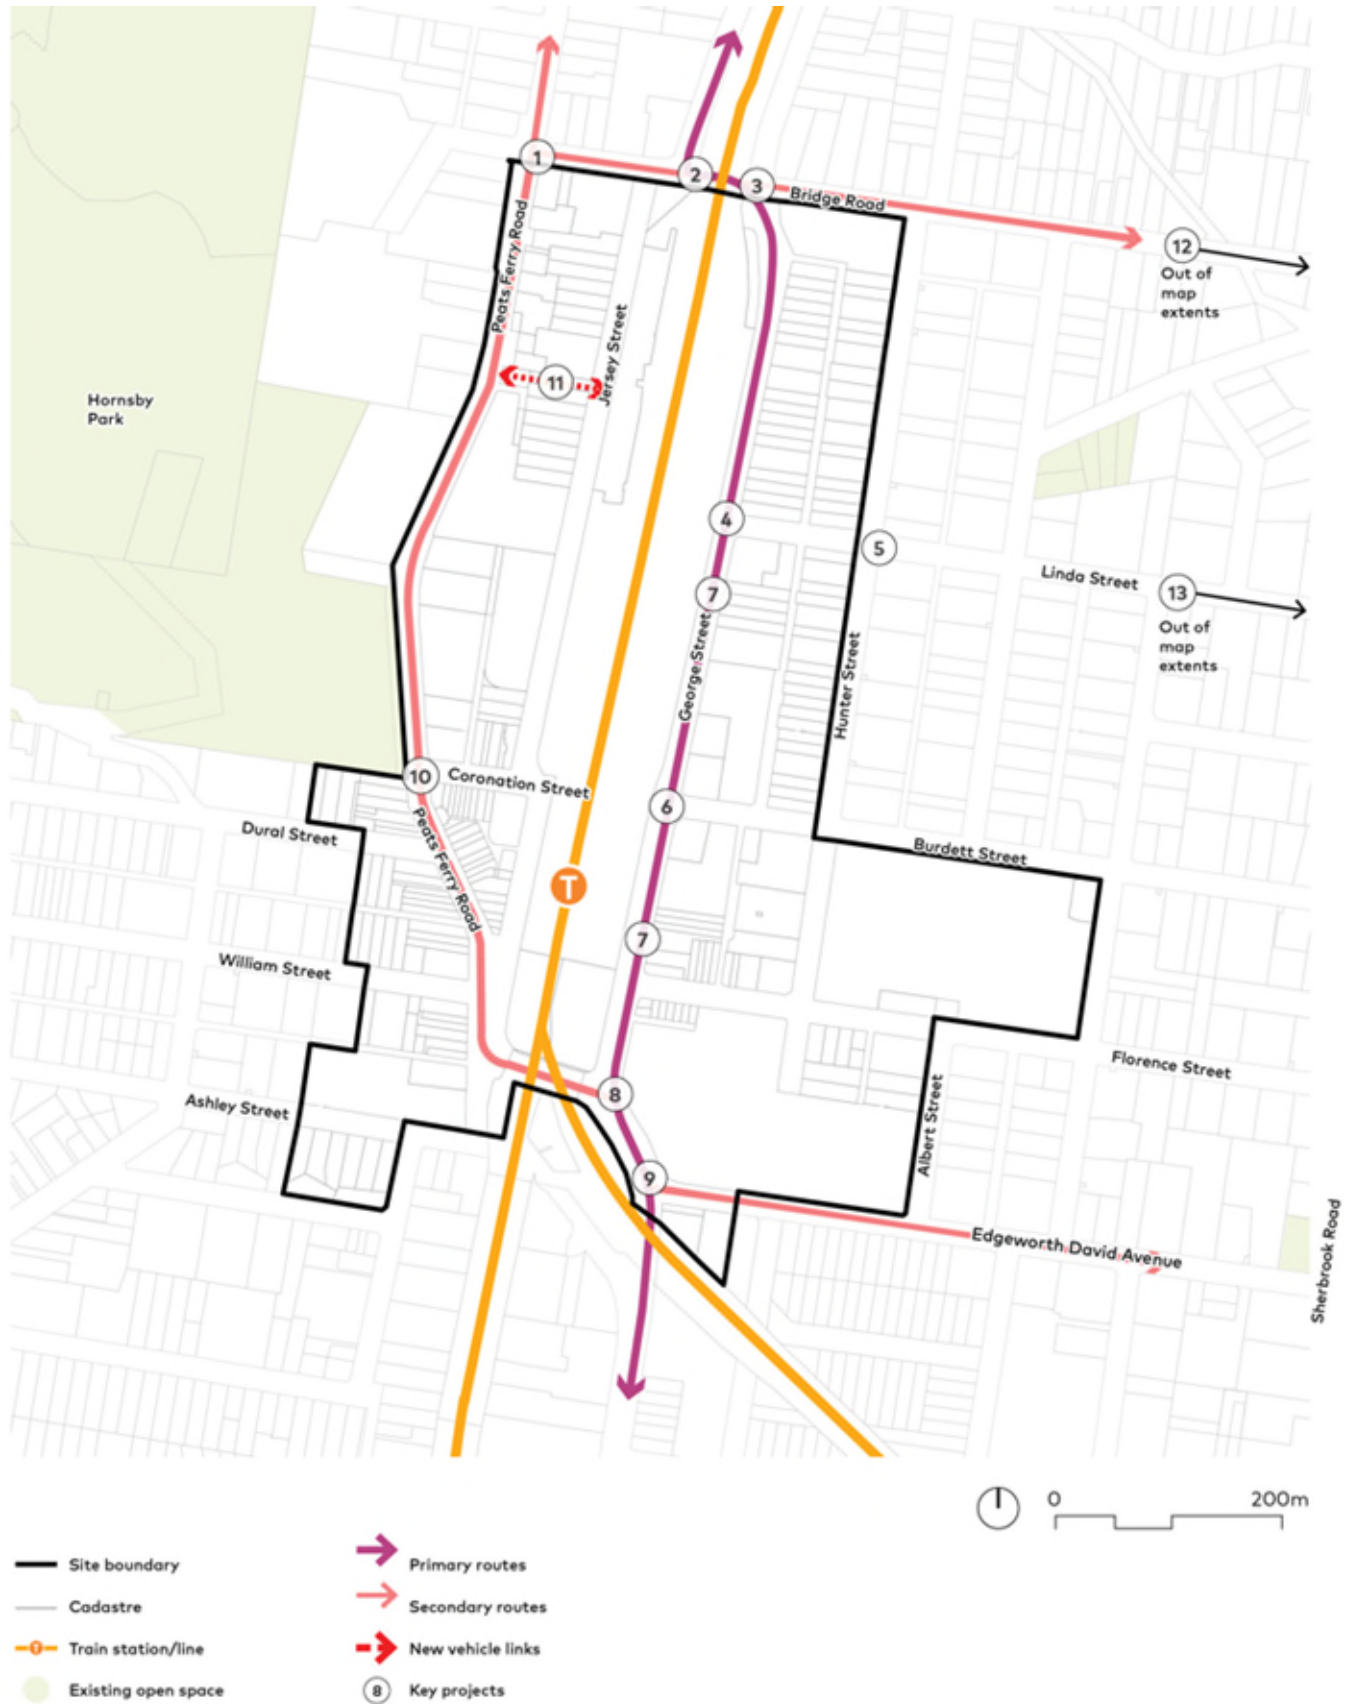 1
2
3
Bridge Road
12
Out of
map
extents
Peats Ferry Road
Jersey Street
11
Hornsby
Park
4
5
Linda Street
13
Out of
map
extents
7
George Street
Hunter Street
10
Coronation Street
6
Dural Street
Peats Ferry Road
Burdett Street
T
7
William Street
Florence Street
8
Ashley Street
Albert Street
9
Edgeworth David Avenue
Sherbrook Road
0
200m
Site boundary
Primary routes
Cadastre
Secondary routes
T
Train station/line
New vehicle links
Existing open space
8
Key projects